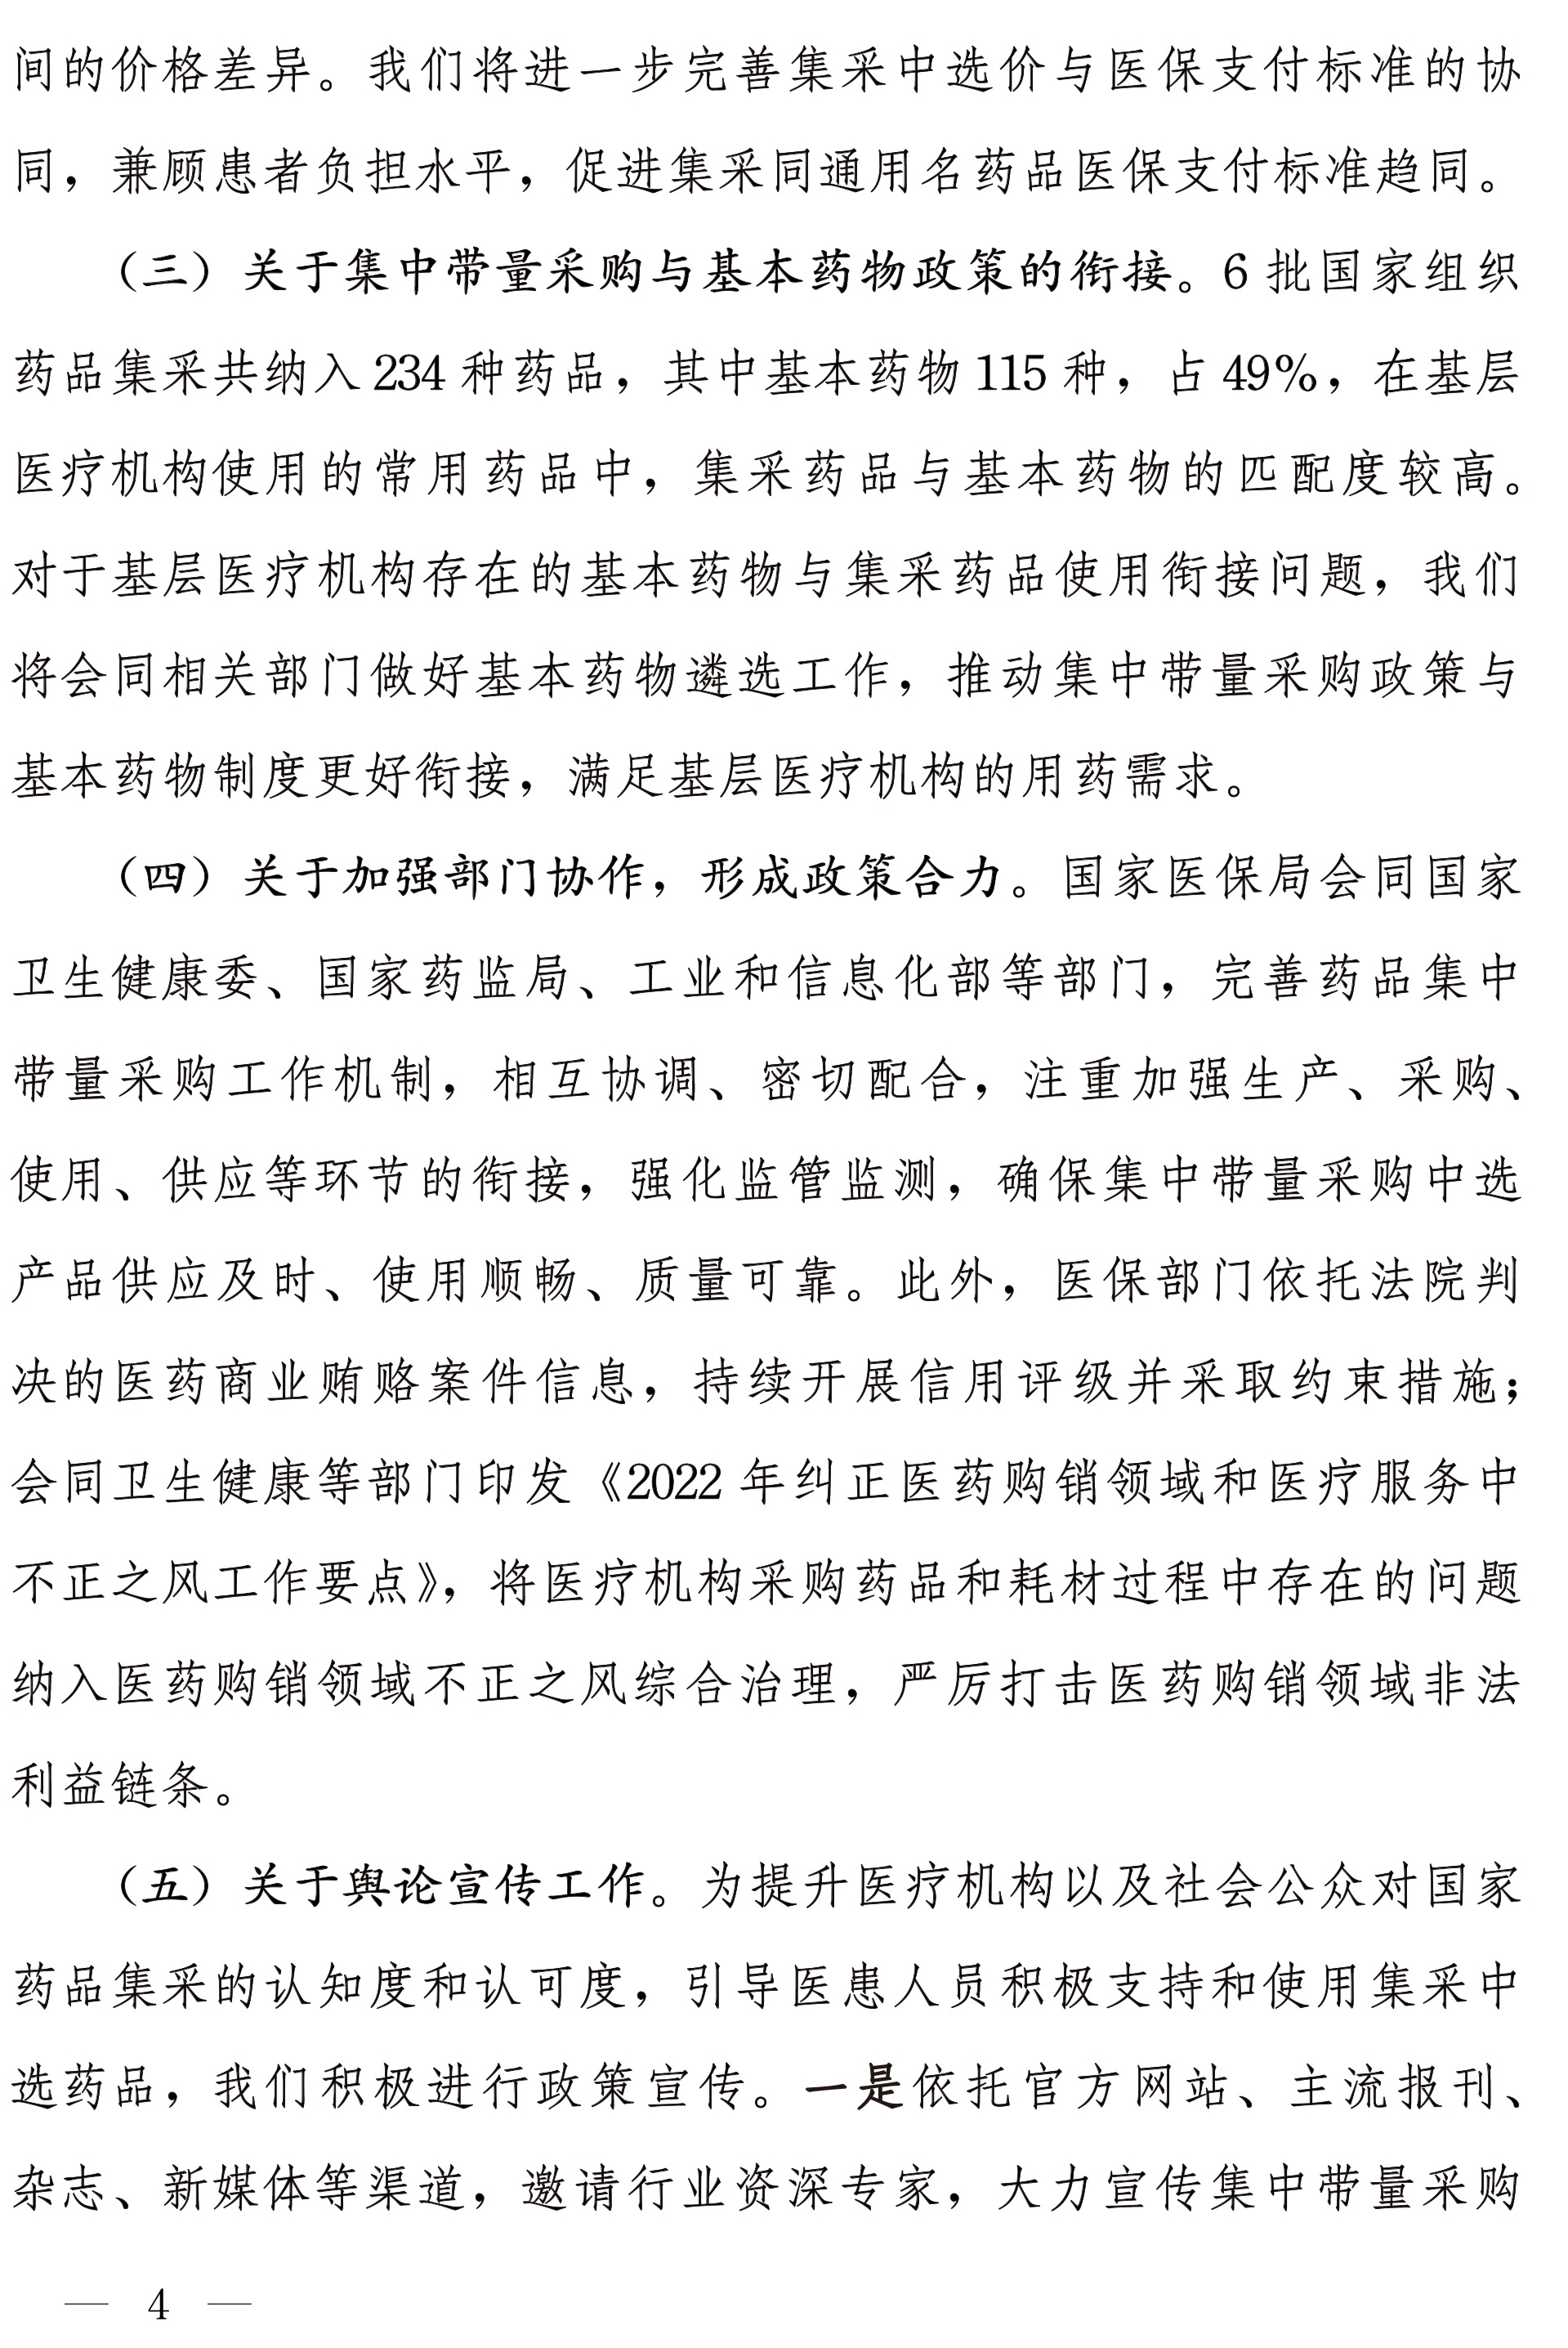 间的价格差异。我们将进一步完善集采中选价与医保支付标准的协
同，兼顾患者负担水平，促进集采同通用名药品医保支付标准趋同。
（三）关于集中带量采购与基本药物政策的衔接。6 批国家组织
药品集采共纳入 234 种药品，其中基本药物 115 种，占 49%，在基层
医疗机构使用的常用药品中，集采药品与基本药物的匹配度较高。
对于基层医疗机构存在的基本药物与集采药品使用衔接问题，我们
将会同相关部门做好基本药物遴选工作，推动集中带量采购政策与
基本药物制度更好衔接，满足基层医疗机构的用药需求。
（四）关于加强部门协作，形成政策合力。国家医保局会同国家
卫生健康委、国家药监局、工业和信息化部等部门，完善药品集中
带量采购工作机制，相互协调、密切配合，注重加强生产、采购、
使用、供应等环节的衔接，强化监管监测，确保集中带量采购中选
产品供应及时、使用顺畅、质量可靠。此外，医保部门依托法院判
决的医药商业贿赂案件信息，持续开展信用评级并采取约束措施；
会同卫生健康等部门印发《2022 年纠正医药购销领域和医疗服务中
不正之风工作要点》，将医疗机构采购药品和耗材过程中存在的问题
纳入医药购销领域不正之风综合治理，严厉打击医药购销领域非法
利益链条。
（五）关于舆论宣传工作。为提升医疗机构以及社会公众对国家
药品集采的认知度和认可度，引导医患人员积极支持和使用集采中
选药品，我们积极进行政策宣传。一是依托官方网站、主流报刊、
杂志、新媒体等渠道，邀请行业资深专家，大力宣传集中带量采购
— 4 —